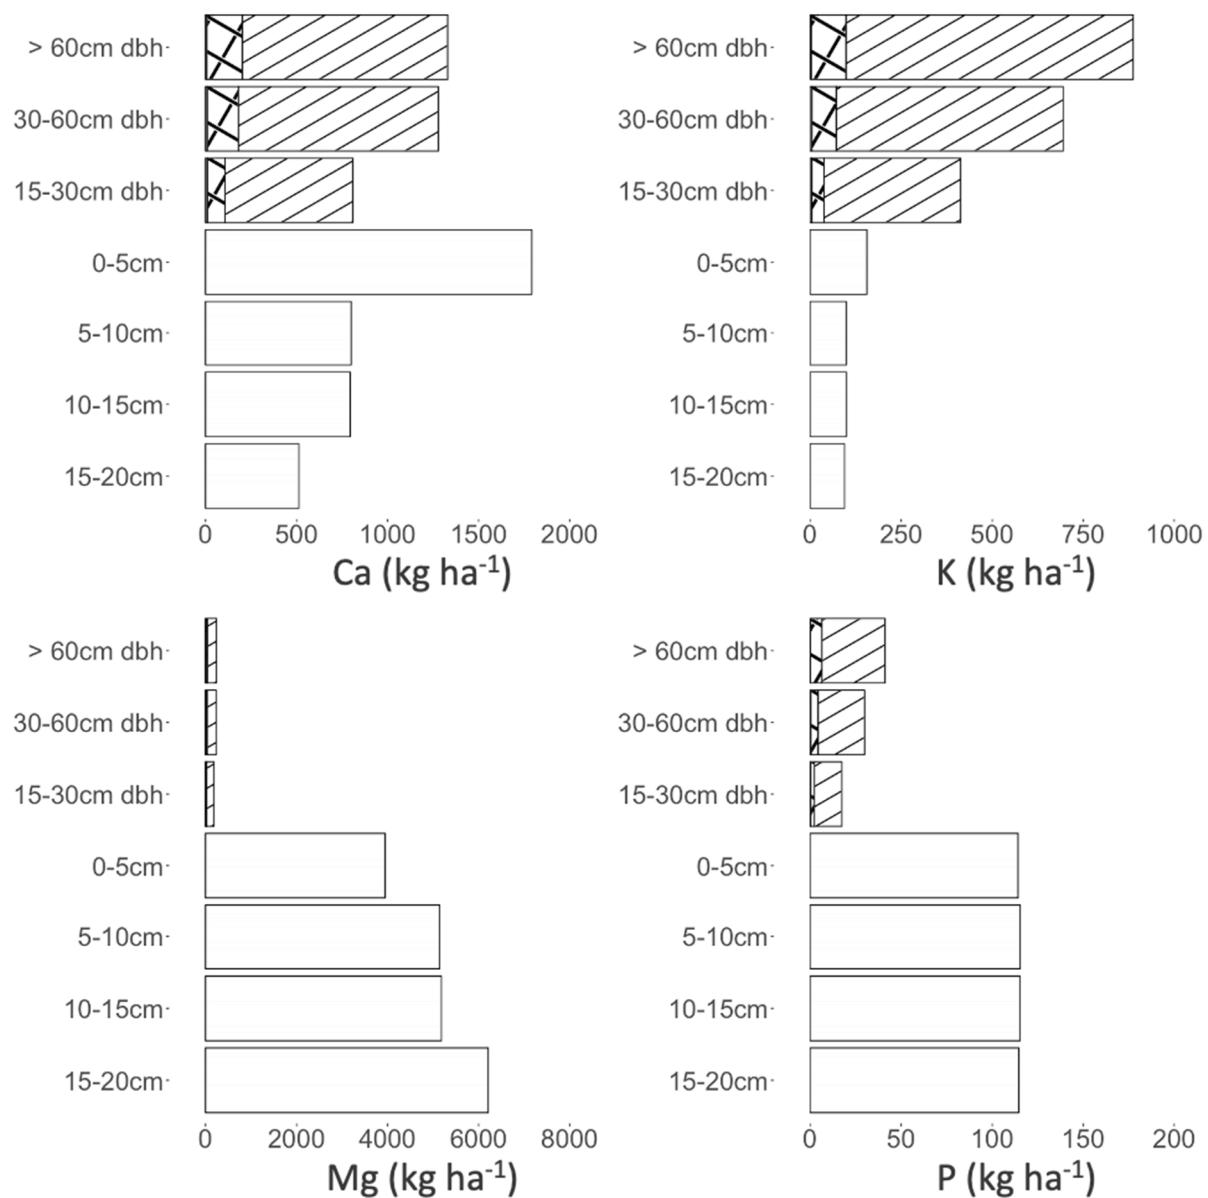 > 60cm dbh
30-60cm dbh
15-30cm dbh
0-5cm
5-10cm
10-15cm
15-20cm
0 500 1000 1500 2000
Ca (kg ha-1)
> 60cm dbh
30-60cm dbh
15-30cm dbh
0-5cm
5-10cm
10-15cm
15-20cm
0 250 500 750 1000
K (kg ha-1)
> 60cm dbh
30-60cm dbh
15-30cm dbh
0-5cm
5-10cm
10-15cm
15-20cm
0 2000 4000 6000 8000
Mg (kg ha-1)
> 60cm dbh
30-60cm dbh
15-30cm dbh
0-5cm
5-10cm
10-15cm
15-20cm
0 50 100 150 200
P (kg ha-1)